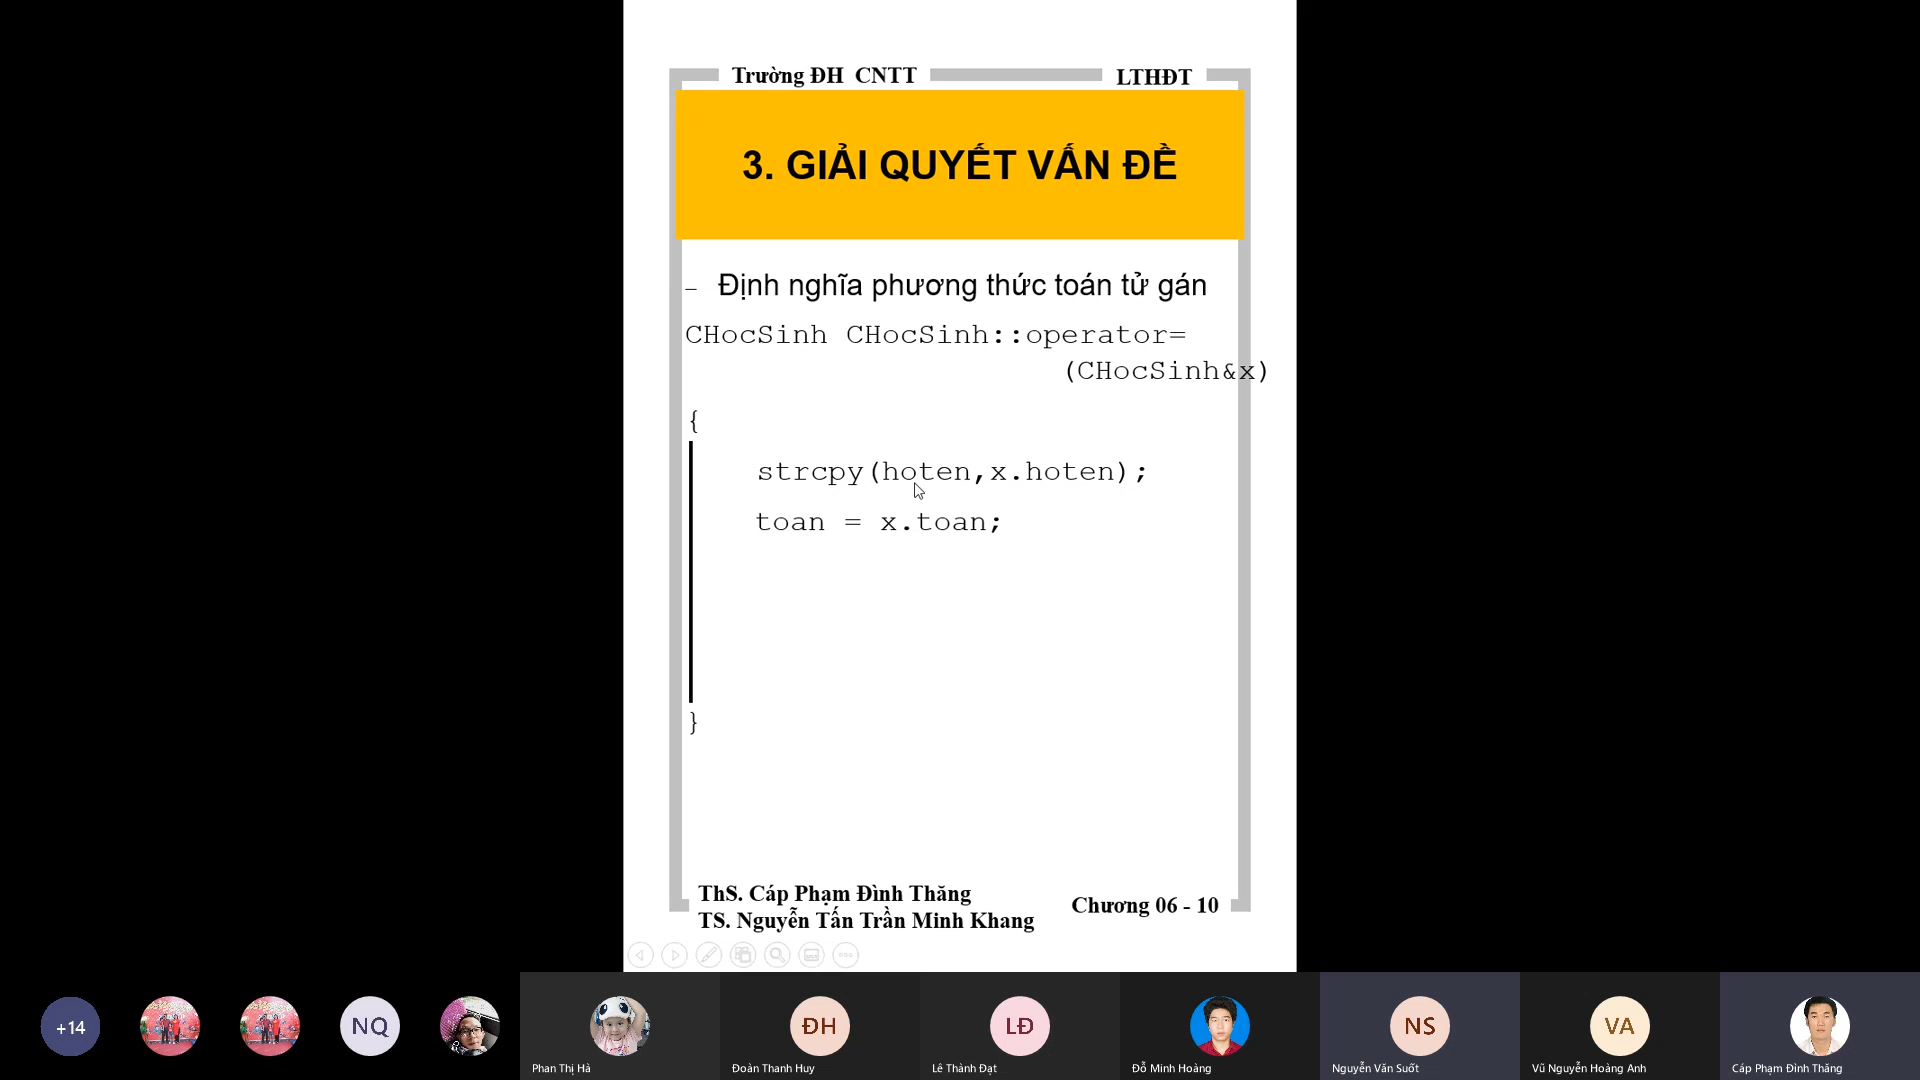 Trường ĐH CNTT
LTHĐT
3. GIẢI QUYẾT VẤN ĐỀ
– Định nghĩa phương thức toán tử gán
CHocSinh CHocSinh::operator=
(CHocSinh&x)
{
strcpy(hoten,x.hoten);
toan = x.toan;
}
ThS. Cáp Phạm Đình Thăng
TS. Nguyễn Tấn Trần Minh Khang
Chương 06 - 10
+14
NQ
ĐH
LĐ
NS
VA
Phan Thị Hà
Đoàn Thanh Huy
Lê Thành Đạt
Đỗ Minh Hoàng
Nguyễn Văn Suốt
Vũ Nguyễn Hoàng Anh
Cáp Phạm Đình Thăng